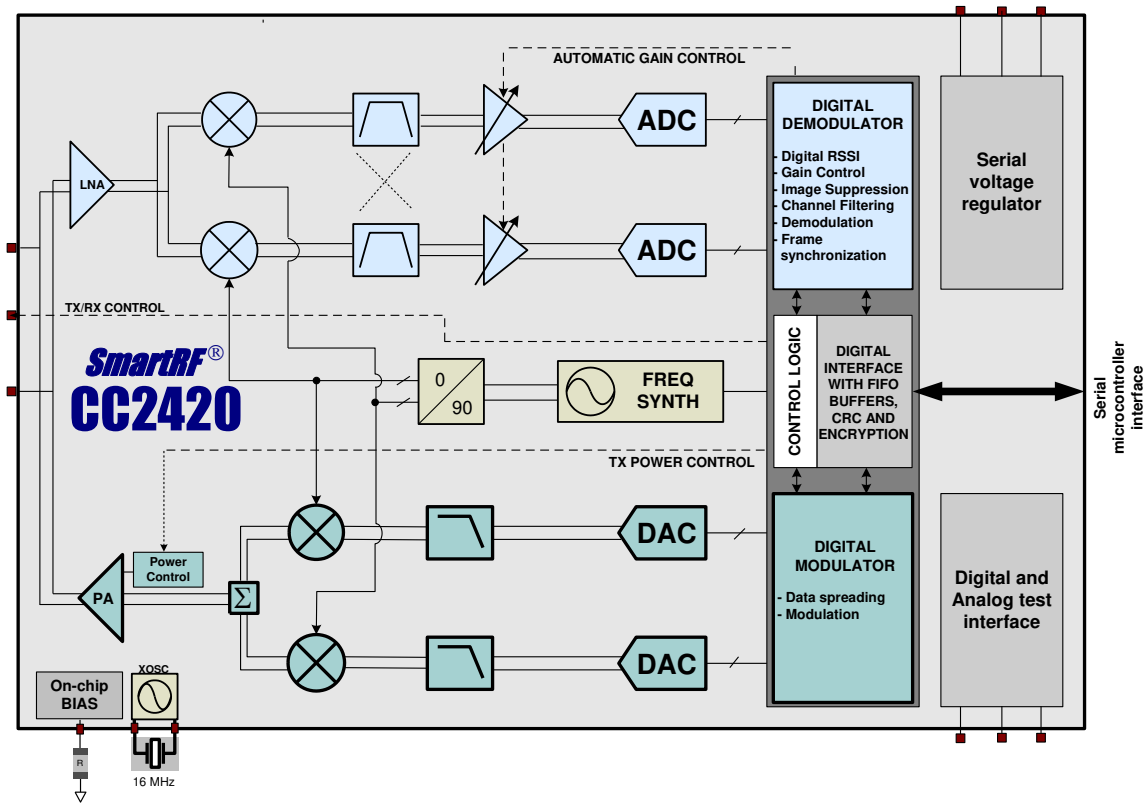 AUTOMATIC GAIN CONTROL
LNA
ADC
ADC
DIGITAL
DEMODULATOR
- Digital RSSI
- Gain Control
- Image Suppression
- Channel Filtering
- Demodulation
- Frame
synchronization
Serial
voltage
regulator
TX/RX CONTROL
SmartRF®
CC2420
0
90
FREQ
SYNTH
CONTROL LOGIC
DIGITAL
INTERFACE
WITH FIFO
BUFFERS,
CRC AND
ENCRYPTION
Serial
microcontroller
interface
TX POWER CONTROL
Power
Control
PA
Σ
DAC
DAC
DIGITAL
MODULATOR
- Data spreading
- Modulation
Digital and
Analog test
interface
On-chip
BIAS
XOSC
R
16 MHz